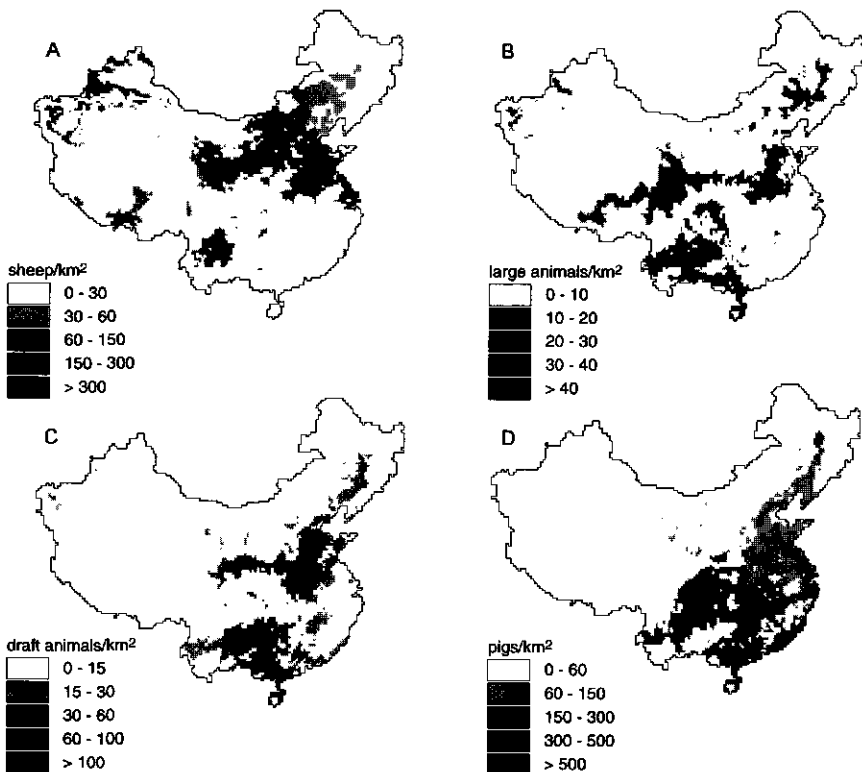 A
B
sheep/km2
0 - 30
30 - 60
60 - 150
150 - 300
> 300
large animals/km2
0 - 10
10 - 20
20 - 30
30 - 40
> 40
C
D
draft animals/km2
0 - 15
15 - 30
30 - 60
60 - 100
> 100
pigs/km2
0 - 60
60 - 150
150 - 300
300 - 500
> 500